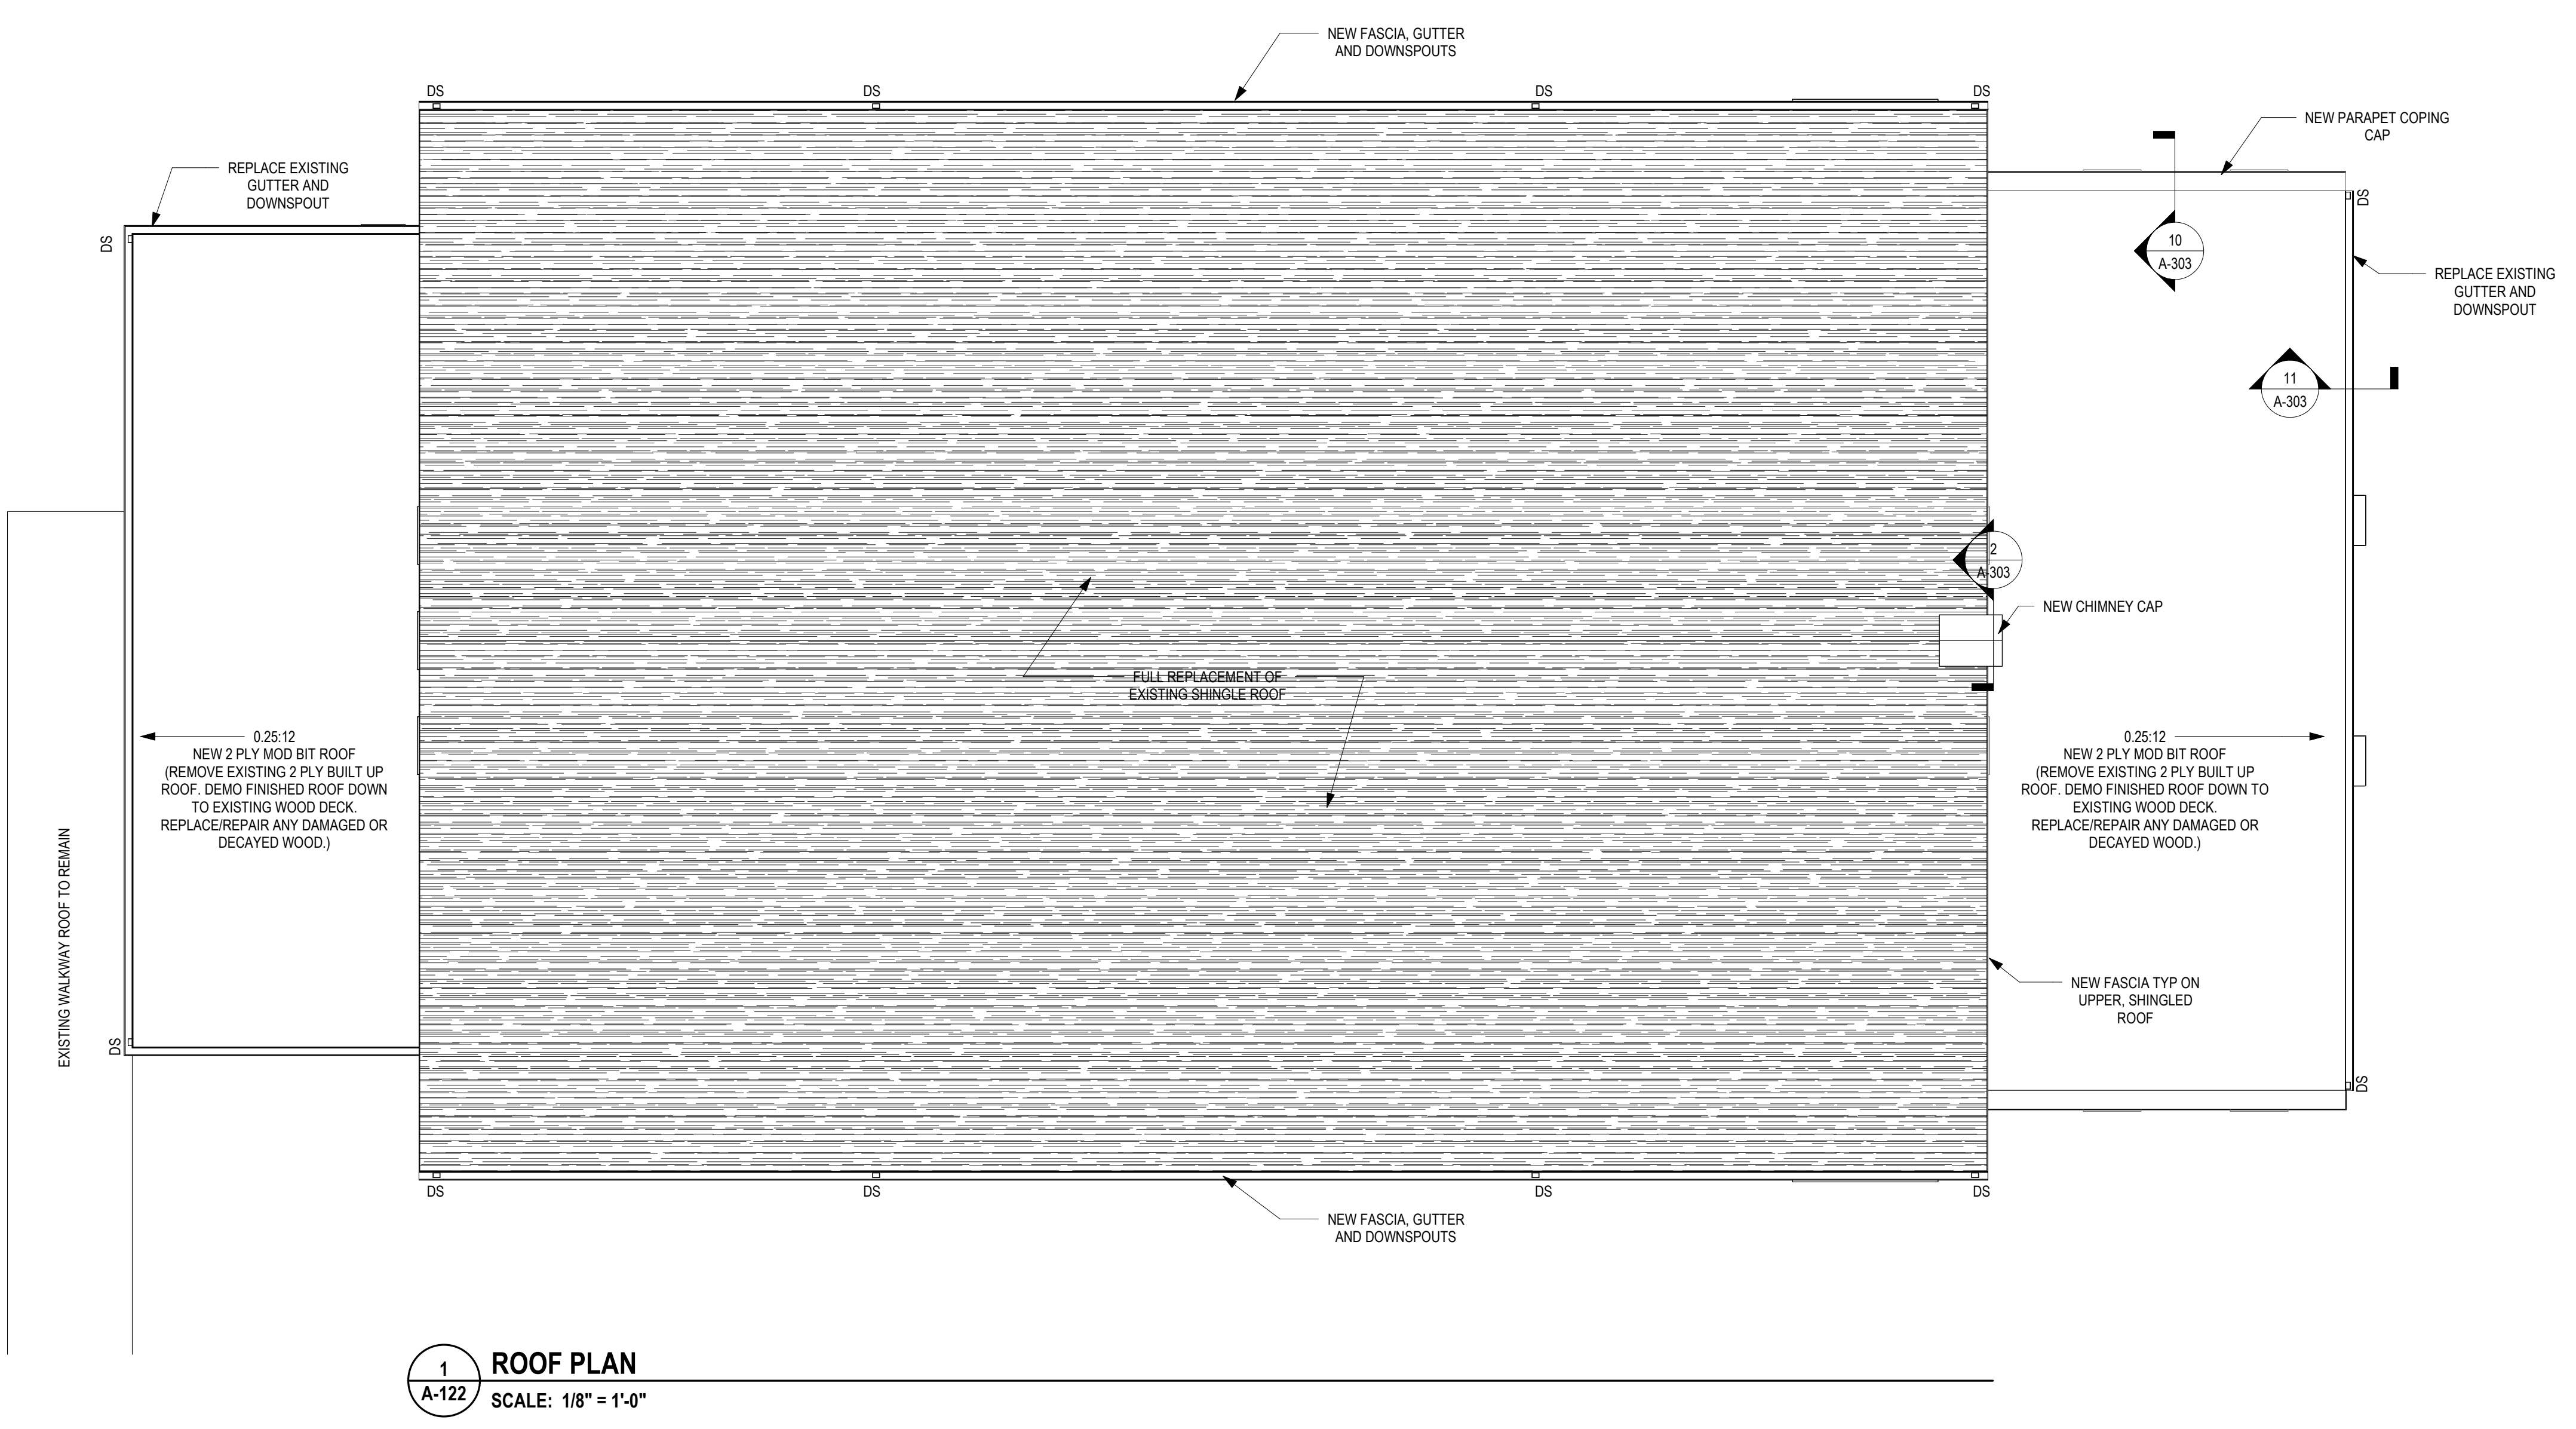 NEW FASCIA, GUTTER
AND DOWNSPOUTS
DS
DS
DS
DS
NEW PARAPET COPING
CAP
REPLACE EXISTING
GUTTER AND
DOWNSPOUT
DS
DS
10
A-303
REPLACE EXISTING
GUTTER AND
DOWNSPOUT
11
A-303
2
A-303
NEW CHIMNEY CAP
FULL REPLACEMENT OF
EXISTING SHINGLE ROOF
0.25:12
NEW 2 PLY MOD BIT ROOF
(REMOVE EXISTING 2 PLY BUILT UP
ROOF. DEMO FINISHED ROOF DOWN
TO EXISTING WOOD DECK.
REPLACE/REPAIR ANY DAMAGED OR
DECAYED WOOD.)
0.25:12
NEW 2 PLY MOD BIT ROOF
(REMOVE EXISTING 2 PLY BUILT UP
ROOF. DEMO FINISHED ROOF DOWN TO
EXISTING WOOD DECK.
REPLACE/REPAIR ANY DAMAGED OR
DECAYED WOOD.)
EXISTING WALKWAY ROOF TO REMAIN
NEW FASCIA TYP ON
UPPER, SHINGLED
ROOF
DS
DS
DS
DS
DS
DS
NEW FASCIA, GUTTER
AND DOWNSPOUTS
1
A-122
ROOF PLAN
SCALE: 1/8" = 1'-0"